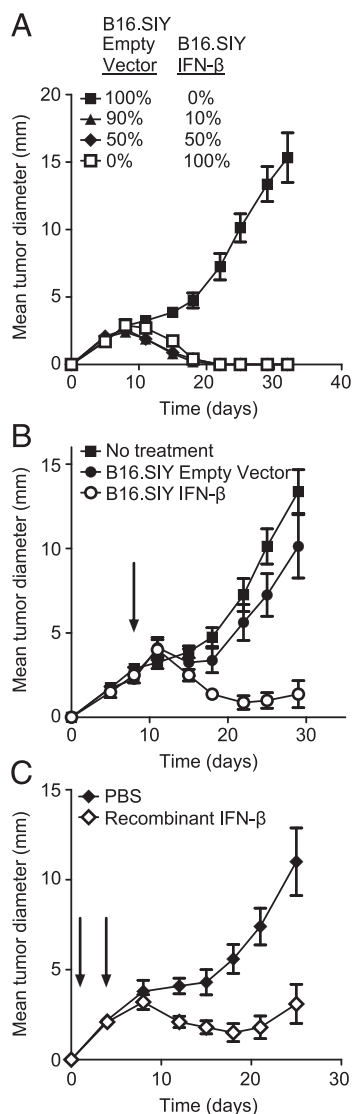 A
B16.SIY Empty Vector
B16.SIY IFN-β
100% 0%
90% 10%
50% 50%
0% 100%
Mean tumor diameter (mm)
20
15
10
5
0
0 10 20 30 40
Time (days)
B
No treatment
B16.SIY Empty Vector
B16.SIY IFN-β
Mean tumor diameter (mm)
15
10
5
0
0 10 20 30
Time (days)
C
PBS
Recombinant IFN-β
Mean tumor diameter (mm)
15
10
5
0
0 10 20 30
Time (days)